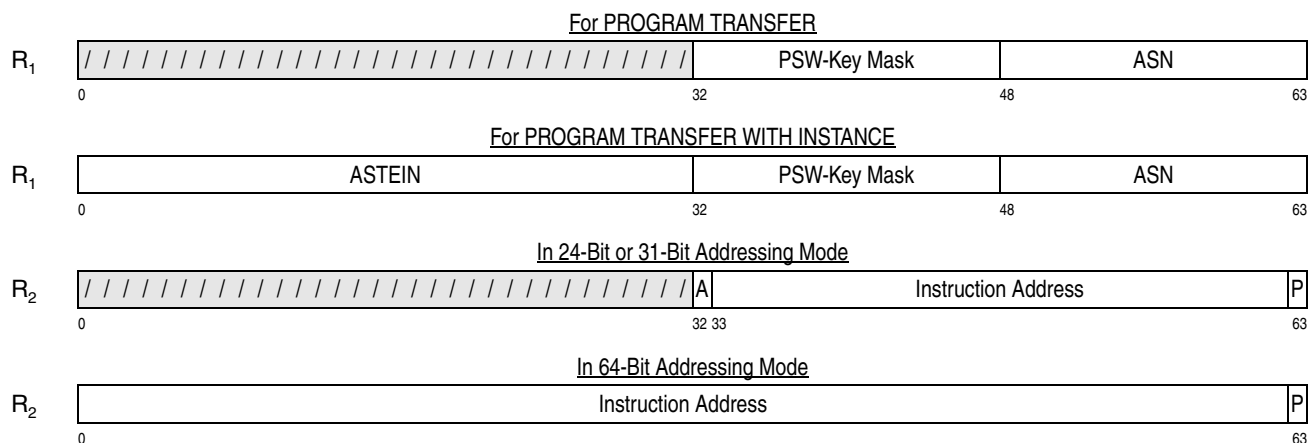 For PROGRAM TRANSFER
R1 / / / / / / / / / / / / / / / / / / / / / / / / / / / / / / / / PSW-Key Mask ASN
0 32 48 63
For PROGRAM TRANSFER WITH INSTANCE
R1 ASTEIN PSW-Key Mask ASN
0 32 48 63
In 24-Bit or 31-Bit Addressing Mode
R2 / / / / / / / / / / / / / / / / / / / / / / / / / / / / / / / / A Instruction Address P
0 32 33 63
In 64-Bit Addressing Mode
R2 Instruction Address P
0 63